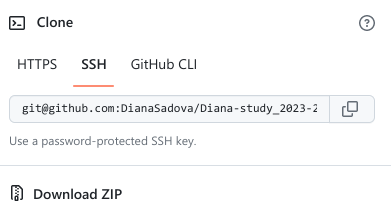 Clone
HTTPS SSH GitHub CLI
git@github.com:DianaSadova/Diana-study_2023-2
Use a password-protected SSH key.
Download ZIP